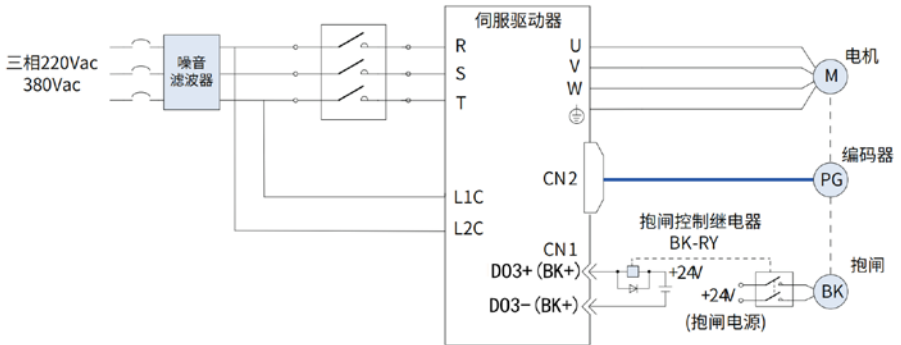 伺服驱动器
三相220Vac
380Vac
噪音
滤波器
R
S
T
U
V
W
电机
M
编码器
PG
CN2
L1C
L2C
CN1
抱闸控制继电器
BK-RY
DO3+(BK+)
+24V
DO3-(BK+)
+24V
(抱闸电源)
抱闸
BK